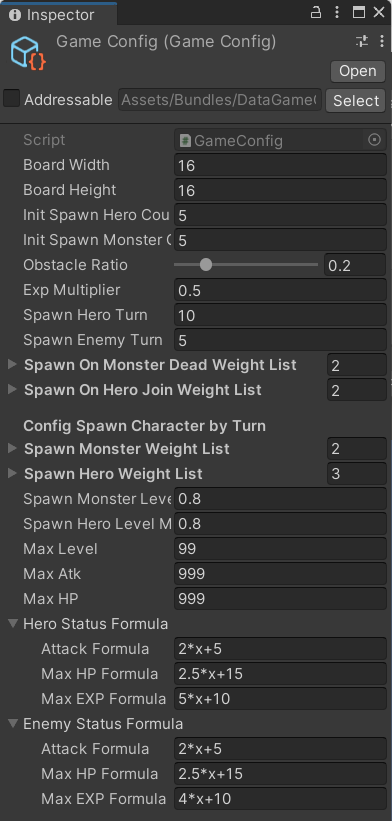 Inspector
Game Config (Game Config)
Open
Addressable Assets/Bundles/DataGame Select
Script GameConfig
Board Width 16
Board Height 16
Init Spawn Hero Cou 5
Init Spawn Monster C 5
Obstacle Ratio 0.2
Exp Multiplier 0.5
Spawn Hero Turn 10
Spawn Enemy Turn 5
Spawn On Monster Dead Weight List 2
Spawn On Hero Join Weight List 2
Config Spawn Character by Turn
Spawn Monster Weight List 2
Spawn Hero Weight List 3
Spawn Monster Leve 0.8
Spawn Hero Level M 0.8
Max Level 99
Max Atk 999
Max HP 999
Hero Status Formula
Attack Formula 2*x+5
Max HP Formula 2.5*x+15
Max EXP Formula 5*x+10
Enemy Status Formula
Attack Formula 2*x+5
Max HP Formula 2.5*x+15
Max EXP Formula 4*x+10